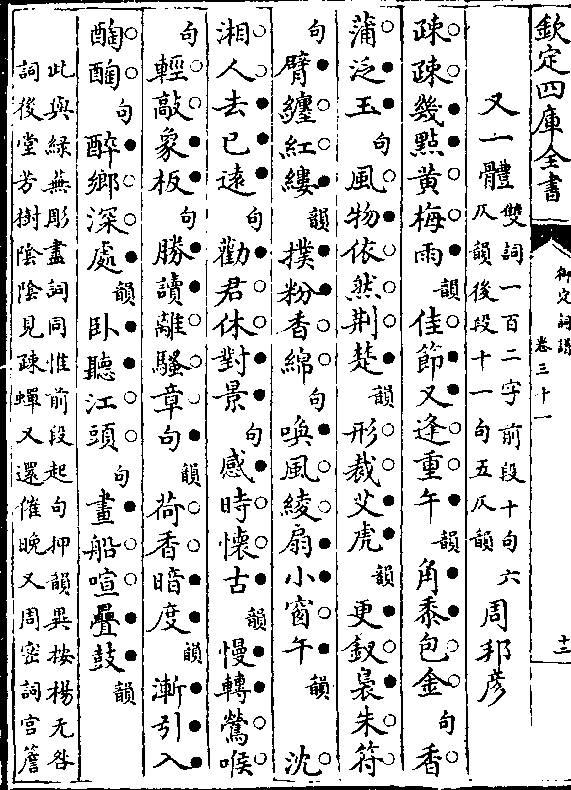 欽定四庫全書
御定詞譜
卷三十一
十三
又一體
雙詞一百二字前段十句六
仄韻後段十一句五仄韻
周邦彦
疎疎幾點黄梅雨韻佳節又逢重午韻角黍包金句香
蒲泛玉句風物依然荆楚韻形裁艾虎韻更釵裊朱符
句臂纏紅縷韻撲粉香綿句喚風綾扇小窗午韻沈
湘人去已遠句勸君休對景句感時懷古韻慢轉鶯喉
句輕敲象板句勝讀離騷章句韻荷香暗度韻漸引入
醄醄句醉鄉深處韻卧聽江頭句畫船喧疊鼓韻
此與緑蕪彫盡詞同惟前段起句押韻異按楊无咎
詞後堂芳樹陰陰見疎蟬又還催晚又周密詞宫簷